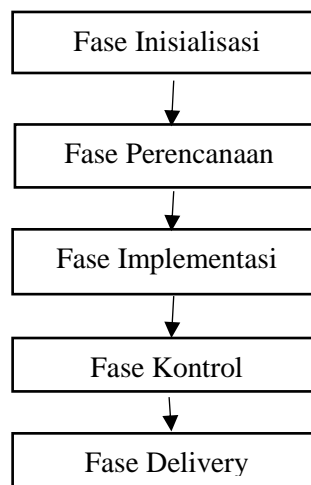 Fase Inisialisasi
Fase Perencanaan
Fase Implementasi
Fase Kontrol
Fase Delivery